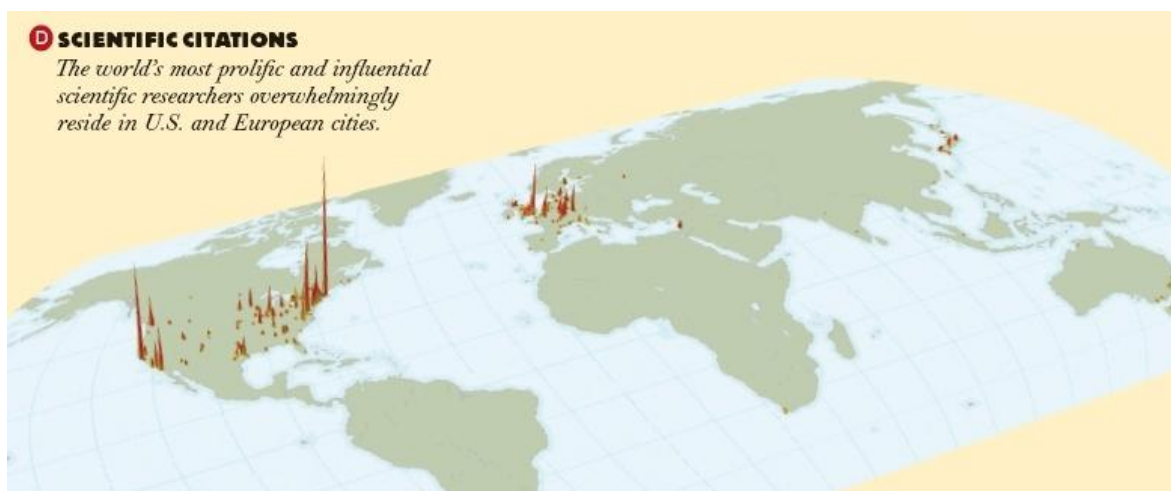 D SCIENTIFIC CITATIONS
The world's most prolific and influential
scientific researchers overwhelmingly
reside in U.S. and European cities.